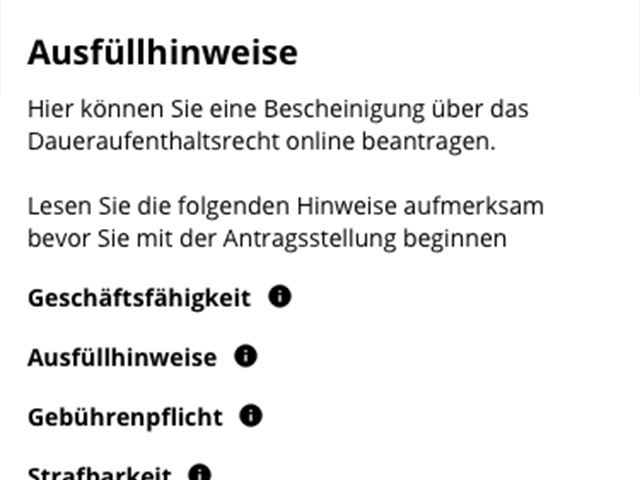 Ausfüllhinweise
Hier können Sie eine Bescheinigung über das
Daueraufenthaltsrecht online beantragen.
Lesen Sie die folgenden Hinweise aufmerksam
bevor Sie mit der Antragsstellung beginnen
Geschäftsfähigkeit
Ausfüllhinweise
Gebührenpflicht
Strafbarkeit